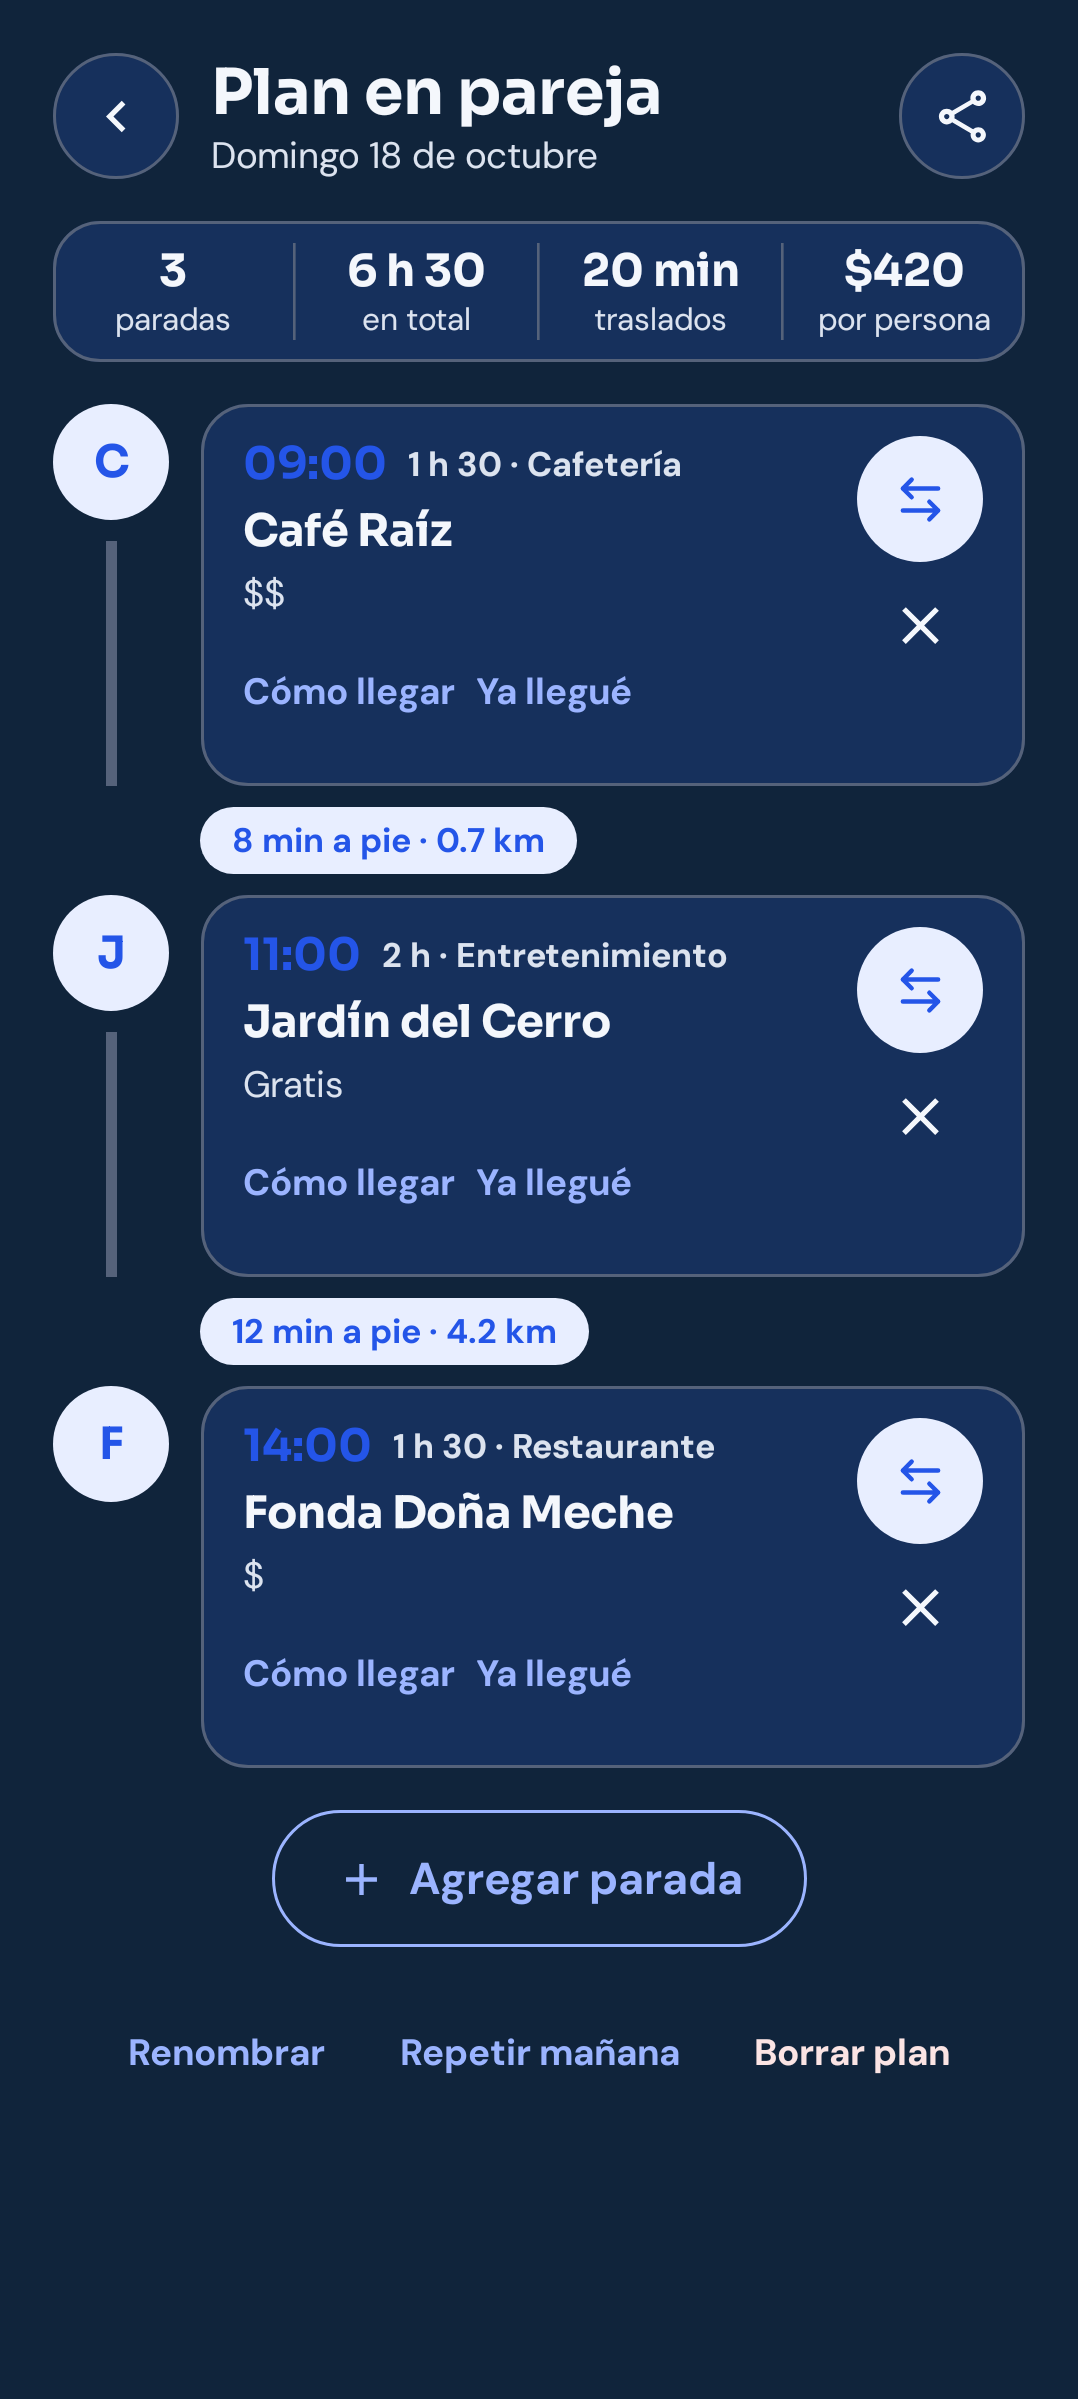 Plan en pareja
Domingo 18 de octubre
3
paradas
6 h 30
en total
20 min
traslados
$420
por persona
C
09:00 1 h 30 · Cafetería
Café Raíz
$$
Cómo llegar Ya llegué
8 min a pie · 0.7 km
J
11:00 2 h · Entretenimiento
Jardín del Cerro
Gratis
Cómo llegar Ya llegué
12 min a pie · 4.2 km
F
14:00 1 h 30 · Restaurante
Fonda Doña Meche
$
Cómo llegar Ya llegué
+ Agregar parada
Renombrar Repetir mañana Borrar plan